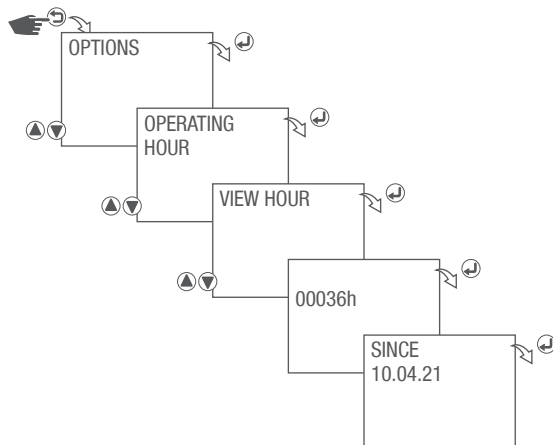 OPTIONS
OPERATING
HOUR
VIEW HOUR
00036h
SINCE
10.04.21